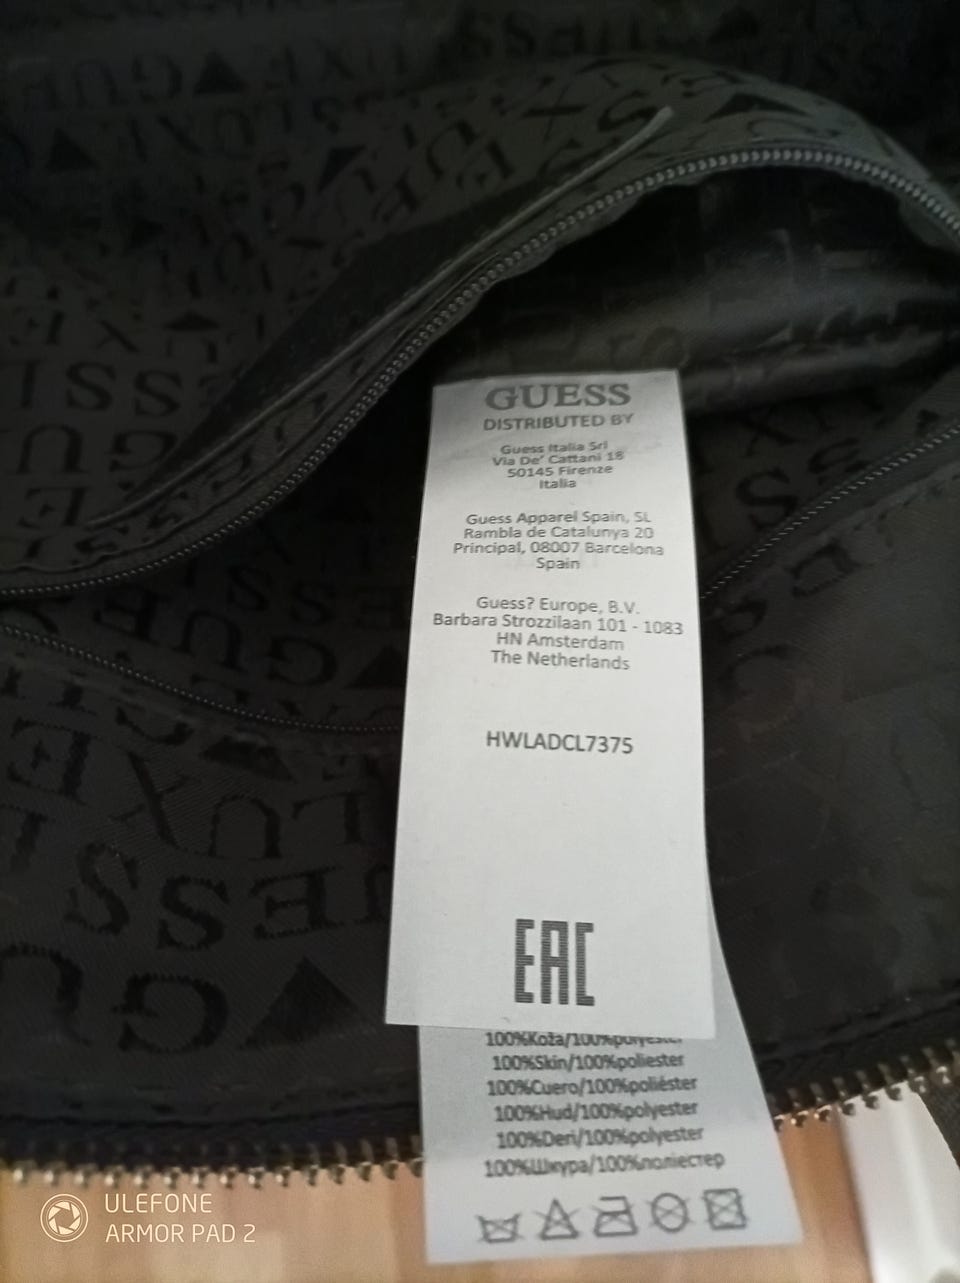 GUESS
DISTRIBUTED BY
Guess Italia Srl
Via De' Cattani 18
50145 Firenze
Italia
Guess Apparel Spain, SL
Rambla de Catalunya 20
Principal, 08007 Barcelona
Spain
Guess? Europe, B.V.
Barbara Strozzilaan 101 - 1083
HN Amsterdam
The Netherlands
HWLADCL7375
EAC
100%Koža/100%polyester
100%Skin/100%poliester
100%Cuero/100%poliéster
100%Hud/100%polyester
100%Deri/100%polyester
100%Шкура/100%поліестер
ULEFONE
ARMOR PAD 2